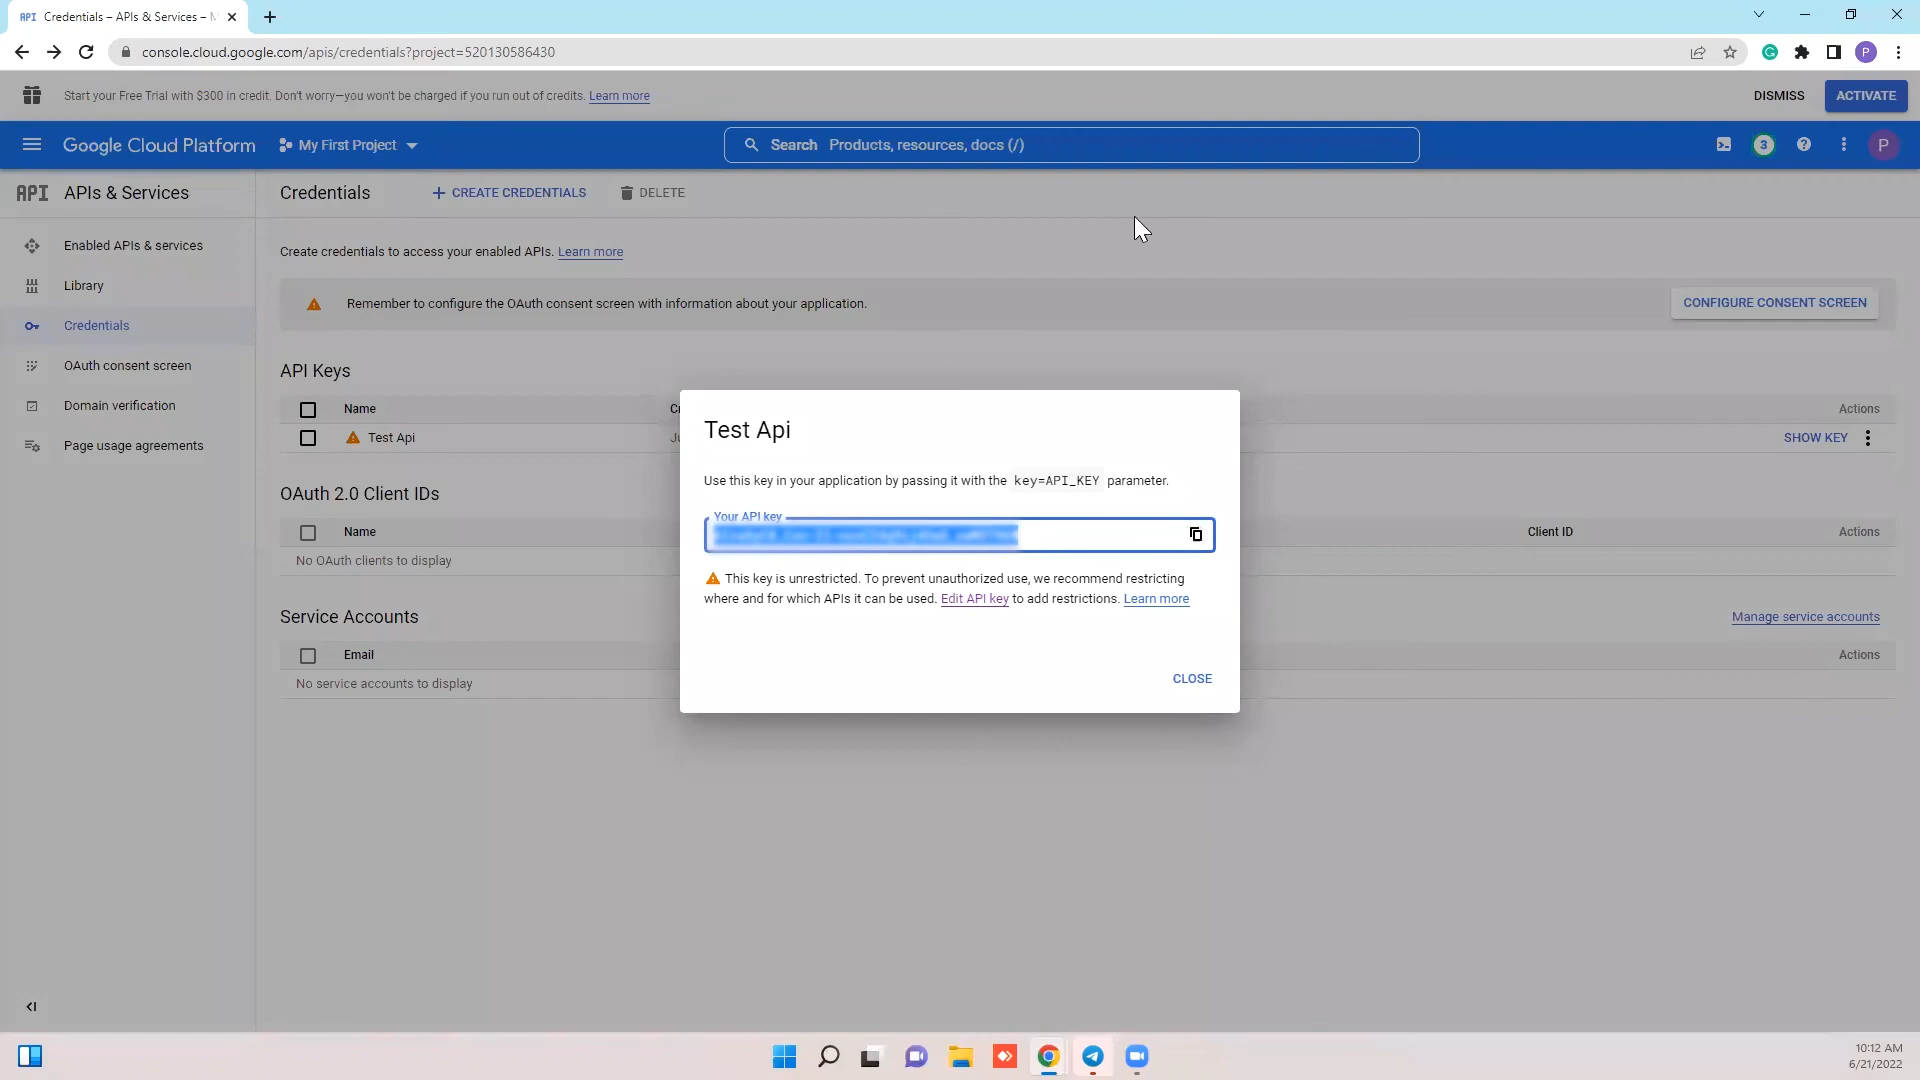 API Credentials – APIs & Services – M
console.cloud.google.com/apis/credentials?project=520130586430
P
Start your Free Trial with $300 in credit. Don't worry—you won't be charged if you run out of credits. Learn more
DISMISS
ACTIVATE
Google Cloud Platform
My First Project
Search Products, resources, docs (/)
3
P
API APIs & Services
Credentials
+ CREATE CREDENTIALS
DELETE
Enabled APIs & services
Library
Credentials
OAuth consent screen
Domain verification
Page usage agreements
Create credentials to access your enabled APIs. Learn more
Remember to configure the OAuth consent screen with information about your application.
CONFIGURE CONSENT SCREEN
API Keys
Name
Actions
Test Api
SHOW KEY
OAuth 2.0 Client IDs
Name
Client ID
Actions
No OAuth clients to display
Service Accounts
Manage service accounts
Email
Actions
No service accounts to display
Test Api
Use this key in your application by passing it with the key=API_KEY parameter.
Your API key
This key is unrestricted. To prevent unauthorized use, we recommend restricting
where and for which APIs it can be used. Edit API key to add restrictions. Learn more
CLOSE
10:12 AM
6/21/2022